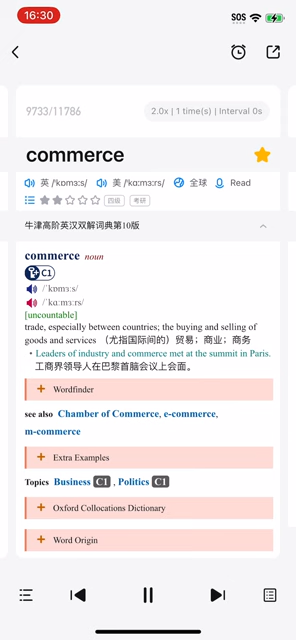 16:30
SOS
9733/11786
2.0x | 1 time(s) | Interval 0s
commerce
英 /ˈkɒmɜːs/ 美 /ˈkɑːmɜːrs/ 全球 Read
四级 考研
牛津高阶英汉双解词典第10版
commerce noun
C1
/ˈkɒmɜːs/
/ˈkɑːmɜːrs/
[uncountable]
trade, especially between countries; the buying and selling of
goods and services （尤指国际间的）贸易；商业；商务
• Leaders of industry and commerce met at the summit in Paris.
工商界领导人在巴黎首脑会议上会面。
+ Wordfinder
see also Chamber of Commerce, e-commerce,
m-commerce
+ Extra Examples
Topics Business C1 , Politics C1
+ Oxford Collocations Dictionary
+ Word Origin